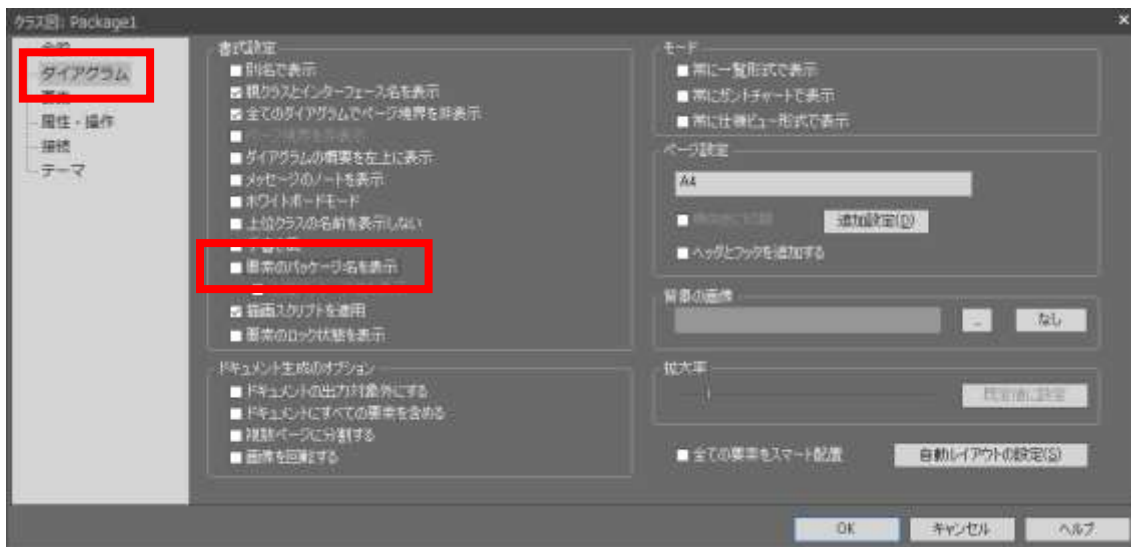 クラス図: Package1
ダイアグラム
属性・操作
接続
テーマ
書式設定
別名で表示
親クラスとインターフェース名を表示
全てのダイアグラムでページ境界を非表示
ページ境界を非表示
ダイアグラムの概要を左上に表示
メッセージのノートを表示
ホワイトボードモード
上位クラスの名前を表示しない
要素のパッケージ名を表示
描画スクリプトを適用
要素のロック状態を表示
ドキュメント生成のオプション
ドキュメントの出力対象外にする
ドキュメントにすべての要素を含める
複数ページに分割する
画像を回転する
モード
常に一覧形式で表示
常にガントチャートで表示
常に仕様ビュー形式で表示
ページ設定
A4
追加設定(D)
ヘッダとフッタを追加する
背景の画像
...
なし
拡大率
既定値に設定
全ての要素をスマート配置
自動レイアウトの設定(S)
OK
キャンセル
ヘルプ